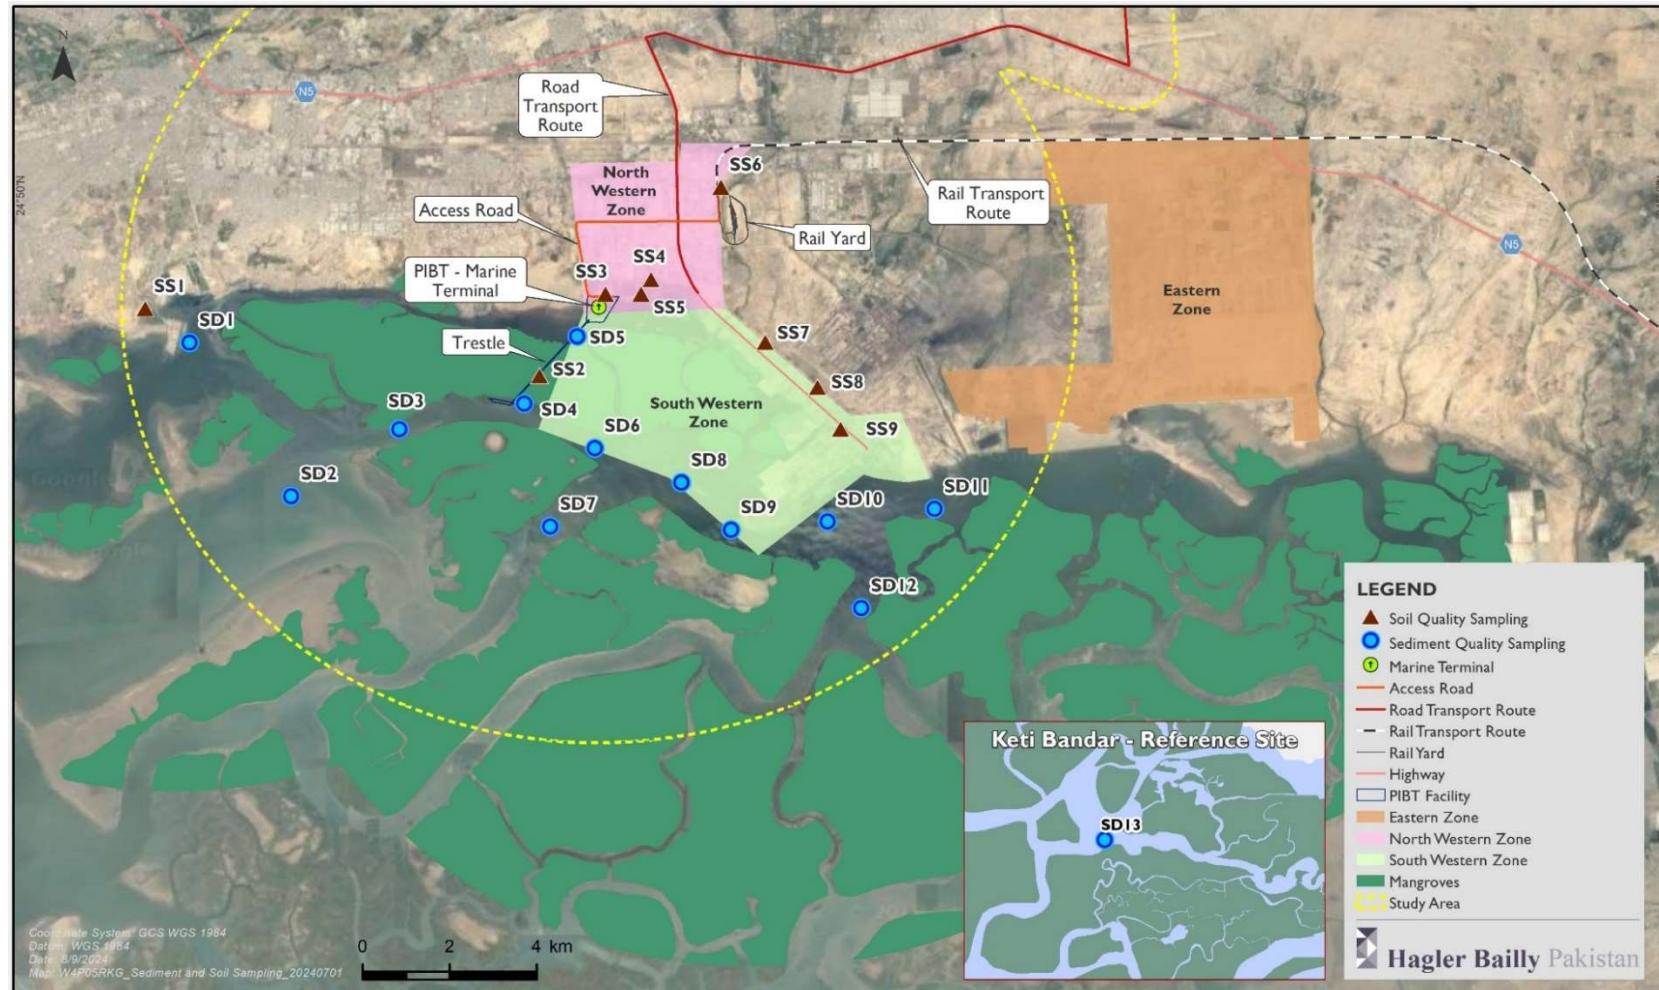 N
N5
Road
Transport
Route
SS6
North
Western
Zone
Rail Transport
Route
24°50'N
Access Road
Rail Yard
N5
SS4
SS3
PIBT - Marine
Terminal
SS5
Eastern
Zone
SS1
SD1
SD5
SS7
Trestle
SS2
SS8
SD4
South Western
Zone
SD3
SD6
SS9
SD8
SD2
SD7
SD9
SD10
SD11
SD12
LEGEND
Soil Quality Sampling
Sediment Quality Sampling
Marine Terminal
Access Road
Road Transport Route
Rail Transport Route
Rail Yard
Highway
PIBT Facility
Eastern Zone
North Western Zone
South Western Zone
Mangroves
Study Area
Hagler Bailly Pakistan
Keti Bandar - Reference Site
SD13
Coordinate System: GCS WGS 1984
Datum: WGS 1984
Date: 8/9/2024
Map: W4P05RKG_Sediment and Soil Sampling_20240701
0 2 4 km